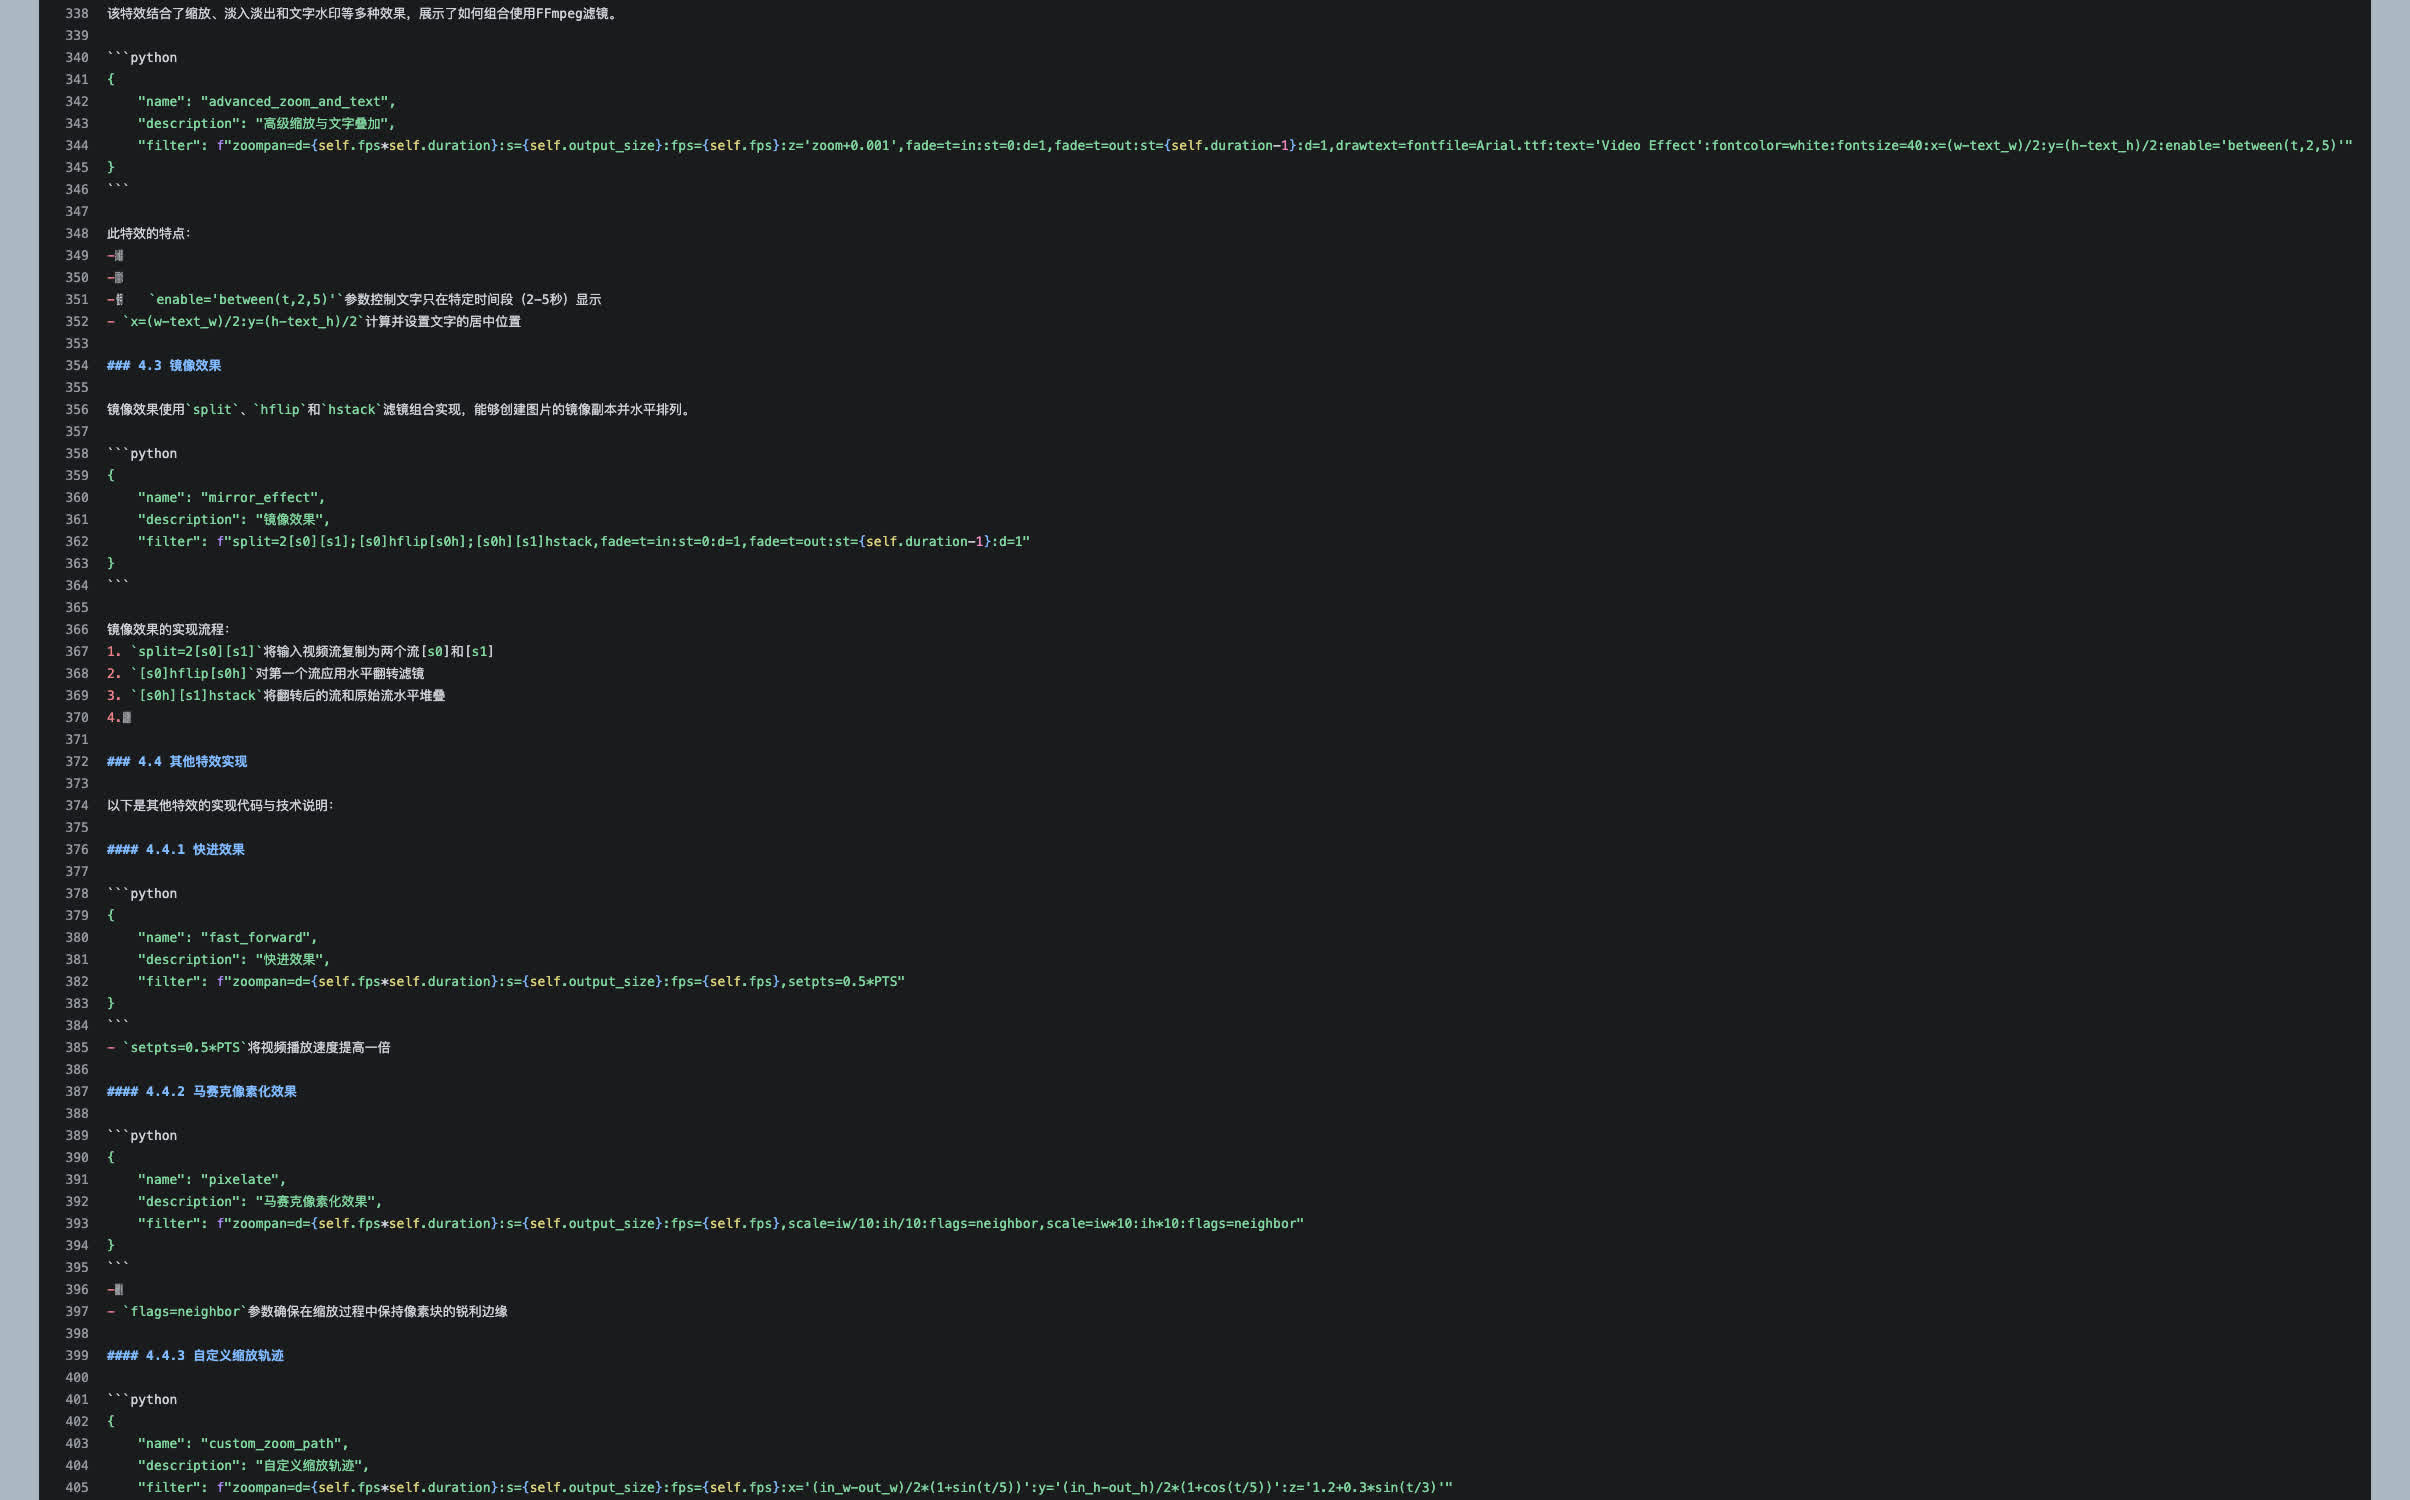 338 该特效结合了缩放、淡入淡出和文字水印等多种效果，展示了如何组合使用FFmpeg滤镜。
339
340 ```python
341 {
342     "name": "advanced_zoom_and_text",
343     "description": "高级缩放与文字叠加",
344     "filter": f"zoompan=d={self.fps*self.duration}:s={self.output_size}:fps={self.fps}:z='zoom+0.001',fade=t=in:st=0:d=1,fade=t=out:st={self.duration-1}:d=1,drawtext=fontfile=Arial.ttf:text='Video Effect':fontcolor=white:fontsize=40:x=(w-text_w)/2:y=(h-text_h)/2:enable='between(t,2,5)'"
345 }
346 ```
347
348 此特效的特点：
349 -
350 -
351 - `enable='between(t,2,5)'`参数控制文字只在特定时间段（2-5秒）显示
352 - `x=(w-text_w)/2:y=(h-text_h)/2`计算并设置文字的居中位置
353
354 ### 4.3 镜像效果
355
356 镜像效果使用`split`、`hflip`和`hstack`滤镜组合实现，能够创建图片的镜像副本并水平排列。
357
358 ```python
359 {
360     "name": "mirror_effect",
361     "description": "镜像效果",
362     "filter": f"split=2[s0][s1];[s0]hflip[s0h];[s0h][s1]hstack,fade=t=in:st=0:d=1,fade=t=out:st={self.duration-1}:d=1"
363 }
364 ```
365
366 镜像效果的实现流程：
367 1. `split=2[s0][s1]`将输入视频流复制为两个流[s0]和[s1]
368 2. `[s0]hflip[s0h]`对第一个流应用水平翻转滤镜
369 3. `[s0h][s1]hstack`将翻转后的流和原始流水平堆叠
370 4.
371
372 ### 4.4 其他特效实现
373
374 以下是其他特效的实现代码与技术说明：
375
376 #### 4.4.1 快进效果
377
378 ```python
379 {
380     "name": "fast_forward",
381     "description": "快进效果",
382     "filter": f"zoompan=d={self.fps*self.duration}:s={self.output_size}:fps={self.fps},setpts=0.5*PTS"
383 }
384 ```
385 - `setpts=0.5*PTS`将视频播放速度提高一倍
386
387 #### 4.4.2 马赛克像素化效果
388
389 ```python
390 {
391     "name": "pixelate",
392     "description": "马赛克像素化效果",
393     "filter": f"zoompan=d={self.fps*self.duration}:s={self.output_size}:fps={self.fps},scale=iw/10:ih/10:flags=neighbor,scale=iw*10:ih*10:flags=neighbor"
394 }
395 ```
396 -
397 - `flags=neighbor`参数确保在缩放过程中保持像素块的锐利边缘
398
399 #### 4.4.3 自定义缩放轨迹
400
401 ```python
402 {
403     "name": "custom_zoom_path",
404     "description": "自定义缩放轨迹",
405     "filter": f"zoompan=d={self.fps*self.duration}:s={self.output_size}:fps={self.fps}:x='(in_w-out_w)/2*(1+sin(t/5))':y='(in_h-out_h)/2*(1+cos(t/5))':z='1.2+0.3*sin(t/3)'"